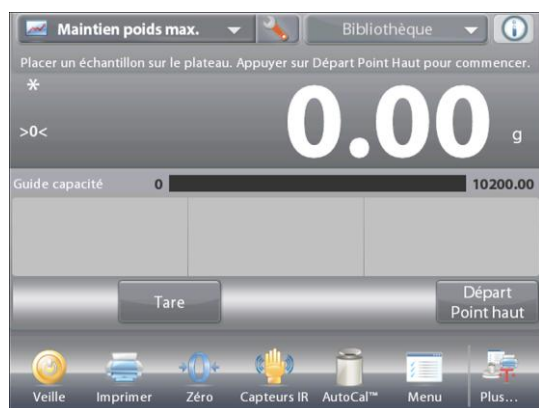 Maintien poids max. Bibliothèque
Placer un échantillon sur le plateau. Appuyer sur Départ Point Haut pour commencer.
*
>0< 0.00 g
Guide capacité 0 10200.00
Tare Départ
Point haut
Veille Imprimer Zéro Capteurs IR AutoCal™ Menu Plus...